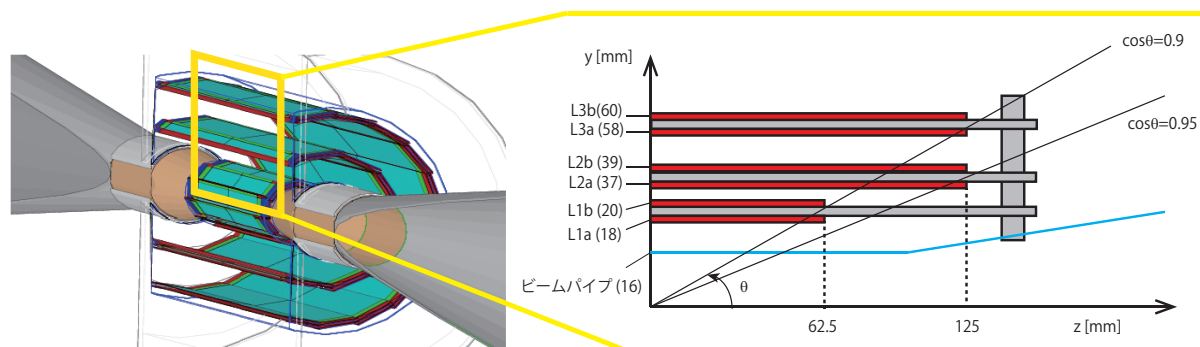 y [mm]
cosθ=0.9
L3b(60)
L3a (58)
cosθ=0.95
L2b (39)
L2a (37)
L1b (20)
L1a (18)
ビームパイプ (16)
θ
62.5
125
z [mm]